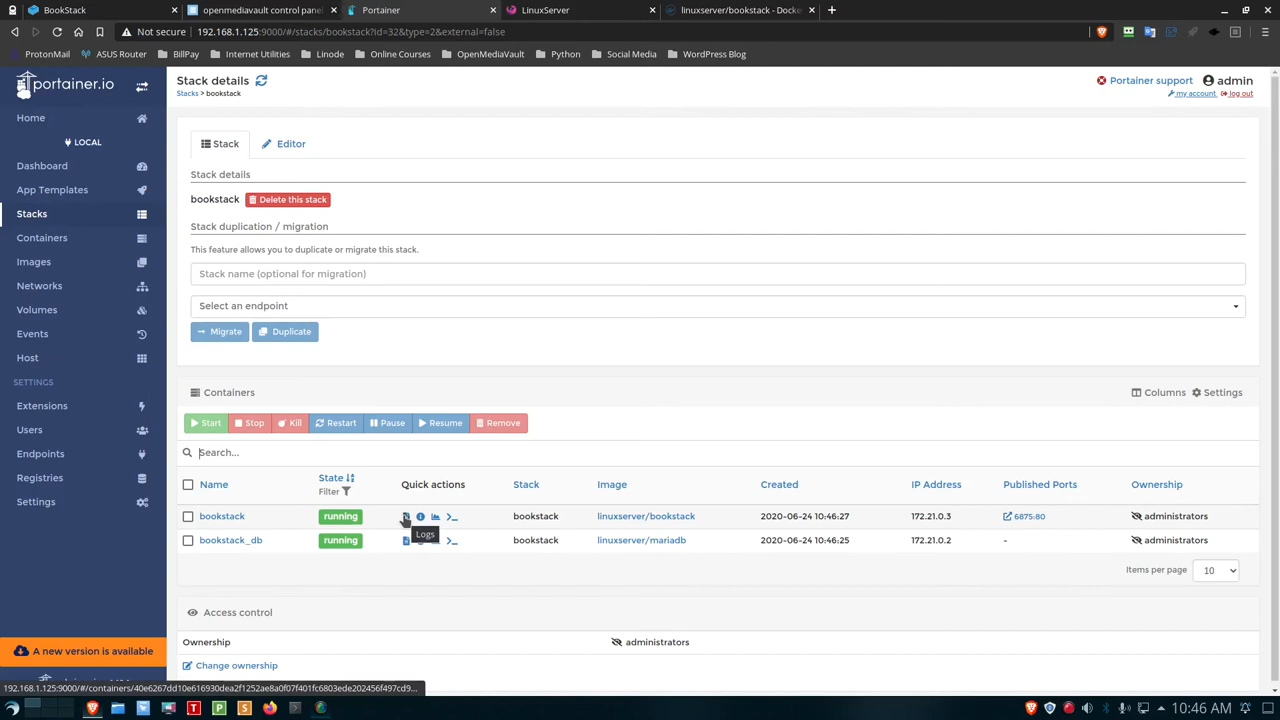 BookStack
openmediavault control panel
Portainer
LinuxServer
linuxserver/bookstack - Docke
Not secure
192.168.1.125:9000/#/stacks/bookstack?id=32&type=2&external=false
ProtonMail
ASUS Router
BillPay
Internet Utilities
Linode
Online Courses
OpenMediaVault
Python
Social Media
WordPress Blog
portainer.io
Home
LOCAL
Dashboard
App Templates
Stacks
Containers
Images
Networks
Volumes
Events
Host
SETTINGS
Extensions
Users
Endpoints
Registries
Settings
A new version is available
Stack details
Stacks > bookstack
Portainer support
admin
my account
log out
Stack
Editor
Stack details
bookstack
Delete this stack
Stack duplication / migration
This feature allows you to duplicate or migrate this stack.
Stack name (optional for migration)
Select an endpoint
Migrate
Duplicate
Containers
Columns
Settings
Start
Stop
Kill
Restart
Pause
Resume
Remove
Search...
Name State Filter Quick actions Stack Image Created IP Address Published Ports Ownership
bookstack running bookstack linuxserver/bookstack 2020-06-24 10:46:27 172.21.0.3 6875:80 administrators
Logs
bookstack_db running bookstack linuxserver/mariadb 2020-06-24 10:46:25 172.21.0.2 - administrators
Items per page 10
Access control
Ownership administrators
Change ownership
192.168.1.125:9000/#/containers/40e6267dd10e616930dea2f1252ae8a0f07f401fc6803ede202456f497cd9...
10:46 AM